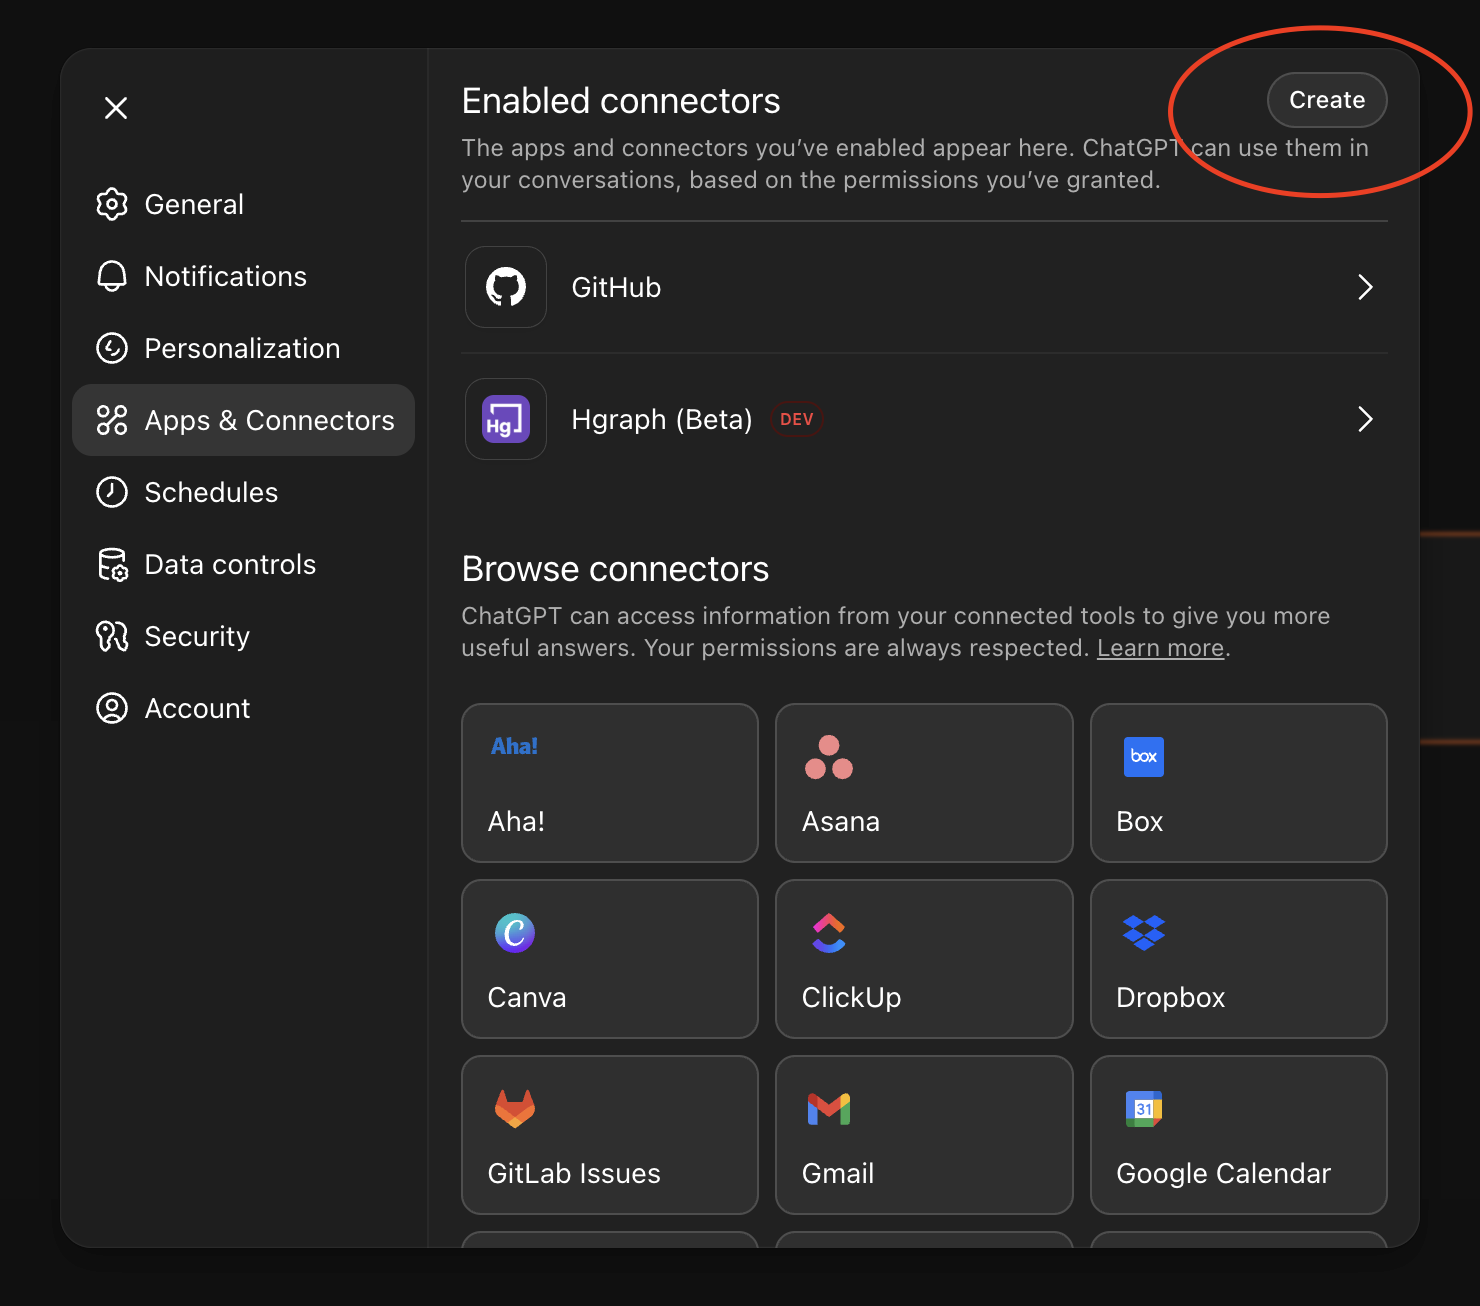 Enabled connectors
Create
The apps and connectors you’ve enabled appear here. ChatGPT can use them in
your conversations, based on the permissions you’ve granted.
General
Notifications
Personalization
Apps & Connectors
Schedules
Data controls
Security
Account
GitHub
Hg
Hgraph (Beta) DEV
Browse connectors
ChatGPT can access information from your connected tools to give you more
useful answers. Your permissions are always respected. Learn more.
Aha!
Aha!
Asana
box
Box
C
Canva
ClickUp
Dropbox
GitLab Issues
Gmail
31
Google Calendar